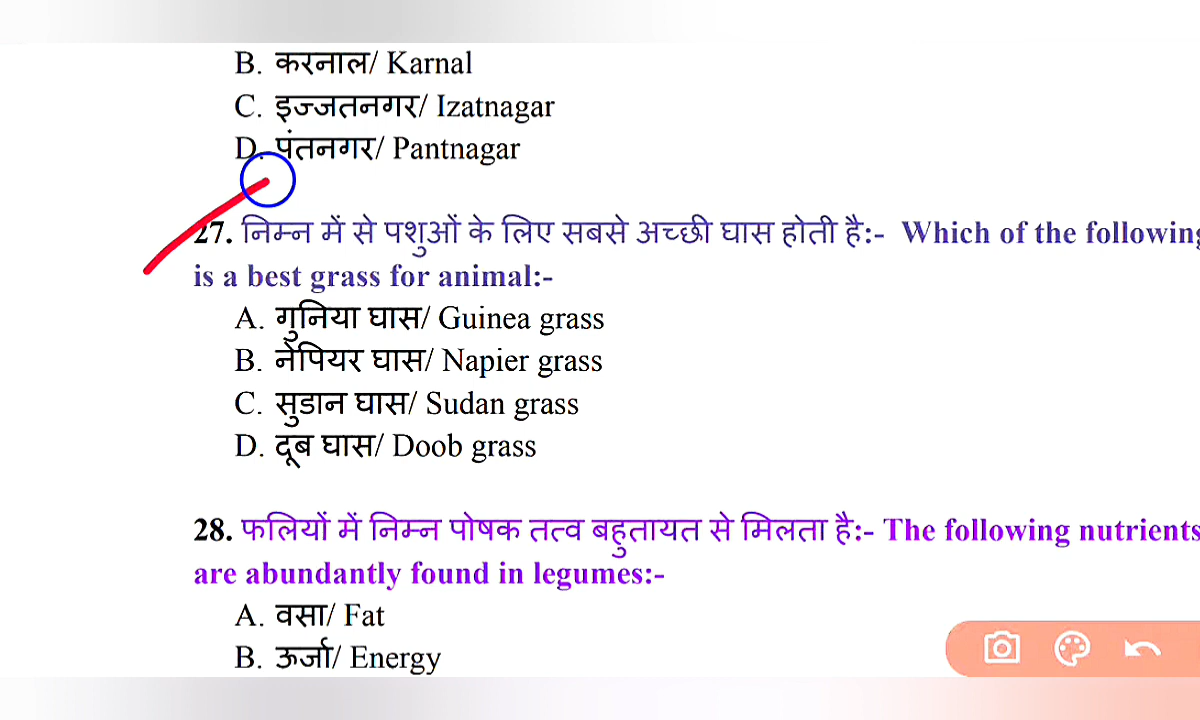 B. करनाल/ Karnal
C. इज्जतनगर/ Izatnagar
D. पंतनगर/ Pantnagar
27. निम्न में से पशुओं के लिए सबसे अच्छी घास होती है:- Which of the following
is a best grass for animal:-
A. गुनिया घास/ Guinea grass
B. नेपियर घास/ Napier grass
C. सुडान घास/ Sudan grass
D. दूब घास/ Doob grass
28. फलियों में निम्न पोषक तत्व बहुतायत से मिलता है:- The following nutrients
are abundantly found in legumes:-
A. वसा/ Fat
B. ऊर्जा/ Energy